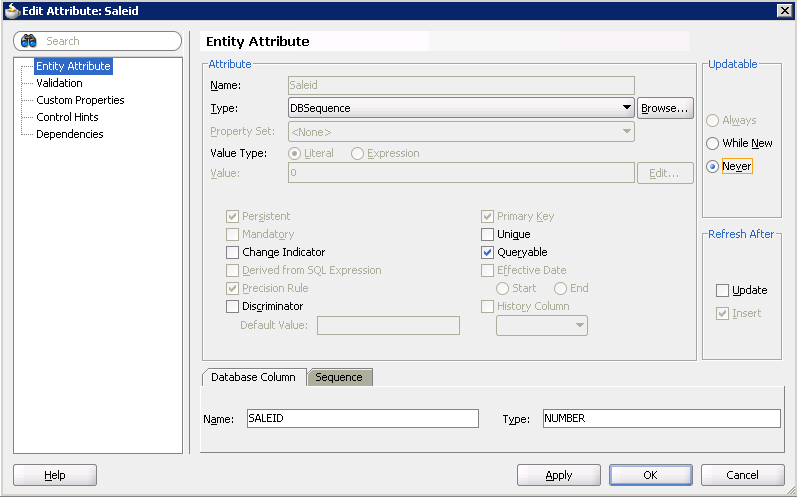 Edit Attribute: Saleid
Search
Entity Attribute
Validation
Custom Properties
Control Hints
Dependencies
Entity Attribute
Attribute
Name: Saleid
Type: DBSequence Browse...
Property Set: <None>
Value Type: Literal Expression
Value: 0 Edit...
Persistent Primary Key
Mandatory Unique
Change Indicator Queryable
Derived from SQL Expression Effective Date
Precision Rule Start End
Discriminator History Column
Default Value:
Updatable
Always
While New
Never
Refresh After
Update
Insert
Database Column Sequence
Name: SALEID Type: NUMBER
Help Apply OK Cancel